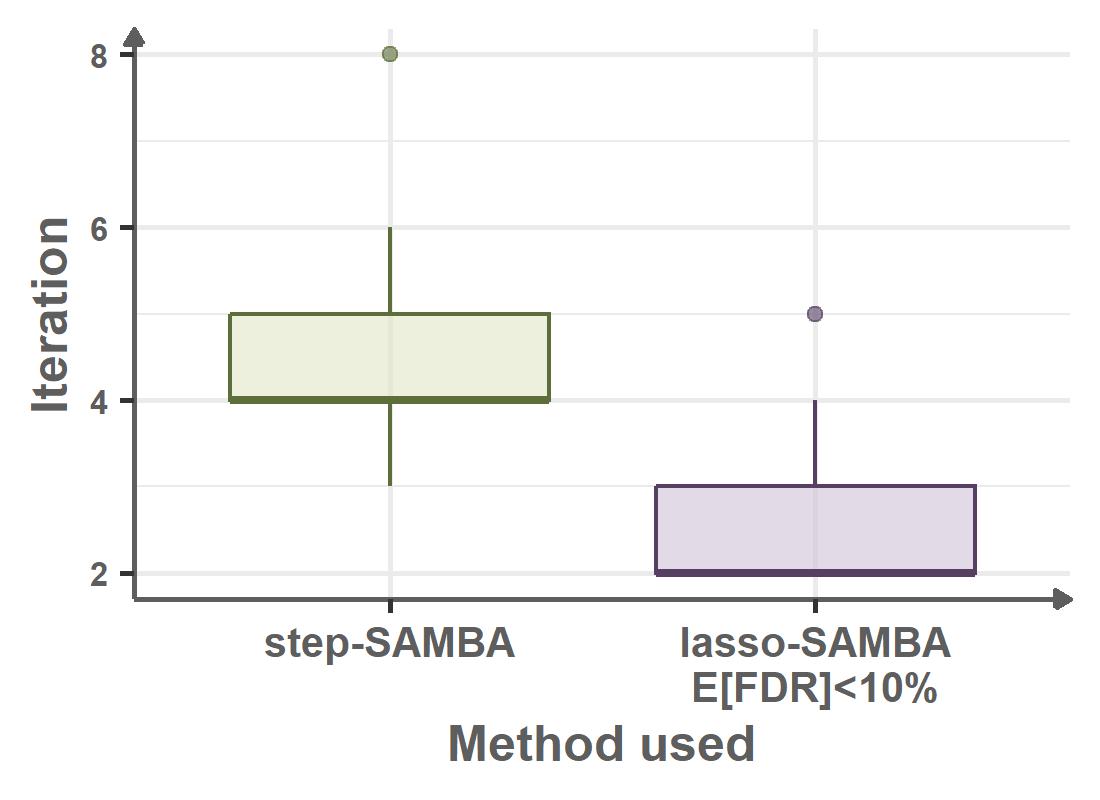 Iteration
8
6
4
2
step-SAMBA
lasso-SAMBA
E[FDR]<10%
Method used